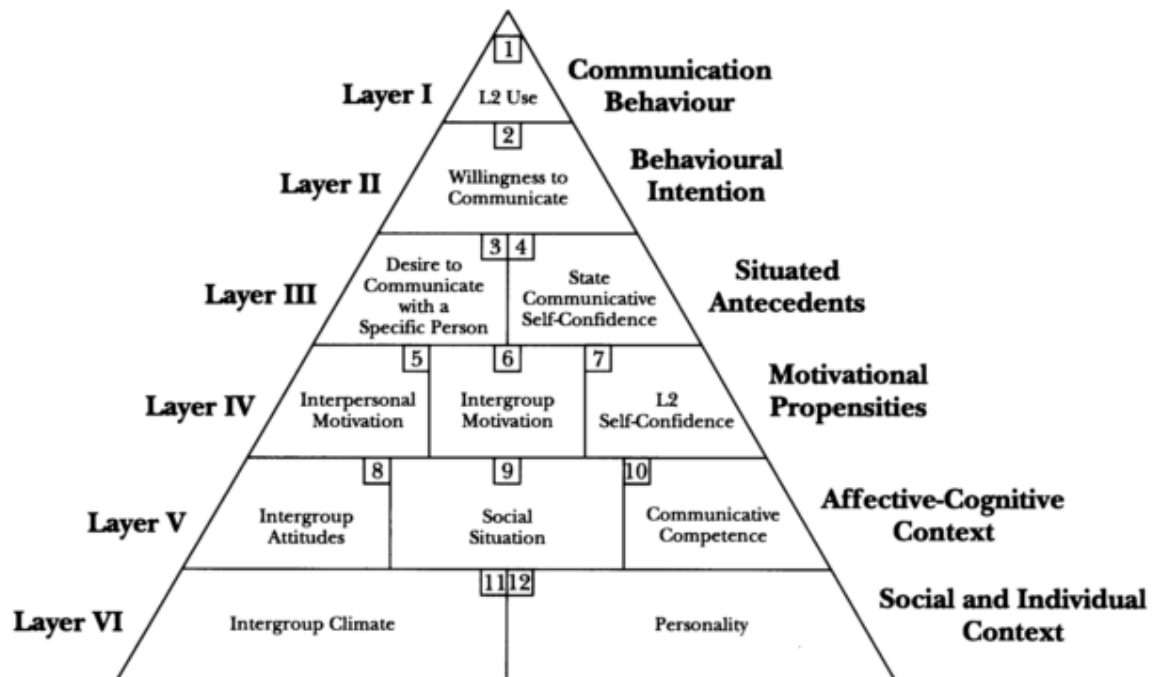 1
Layer I
L2 Use
Communication
Behaviour
2
Layer II
Willingness to
Communicate
Behavioural
Intention
3 4
Layer III
Desire to
Communicate
with a
Specific Person
State
Communicative
Self-Confidence
Situated
Antecedents
5 6 7
Layer IV
Interpersonal
Motivation
Intergroup
Motivation
L2
Self-Confidence
Motivational
Propensities
8 9 10
Layer V
Intergroup
Attitudes
Social
Situation
Communicative
Competence
Affective-Cognitive
Context
11 12
Layer VI
Intergroup Climate
Personality
Social and Individual
Context